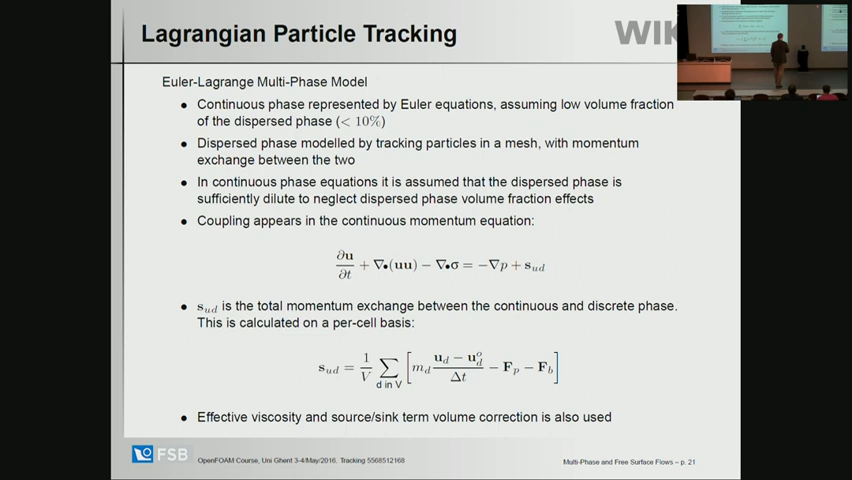 Lagrangian Particle Tracking
WIK
Euler-Lagrange Multi-Phase Model
• Continuous phase represented by Euler equations, assuming low volume fraction
of the dispersed phase (< 10%)
• Dispersed phase modelled by tracking particles in a mesh, with momentum
exchange between the two
• In continuous phase equations it is assumed that the dispersed phase is
sufficiently dilute to neglect dispersed phase volume fraction effects
• Coupling appears in the continuous momentum equation:
∂u/∂t + ∇•(uu) − ∇•σ = −∇p + s_ud
• s_ud is the total momentum exchange between the continuous and discrete phase.
This is calculated on a per-cell basis:
s_ud = 1/V ∑ d in V [m_d (u_d − u_d^o)/Δt − F_p − F_b]
• Effective viscosity and source/sink term volume correction is also used
FSB
OpenFOAM Course, Uni Ghent 3-4/May/2016. Tracking 5568512168
Multi-Phase and Free Surface Flows – p. 21